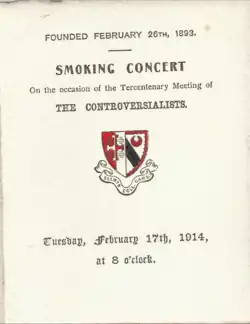 FOUNDED FEBRUARY 26TH, 1893.
SMOKING CONCERT
On the occasion of the Tercentenary Meeting of
THE CONTROVERSIALISTS.
Tuesday, February 17th, 1914,
at 8 o'clock.